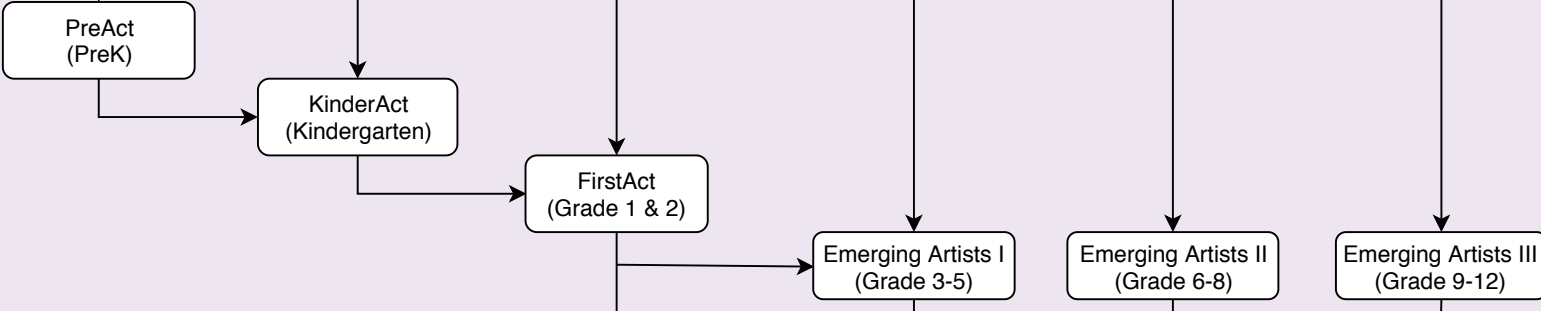 PreAct
(PreK)
KinderAct
(Kindergarten)
FirstAct
(Grade 1 & 2)
Emerging Artists I
(Grade 3-5)
Emerging Artists II
(Grade 6-8)
Emerging Artists III
(Grade 9-12)